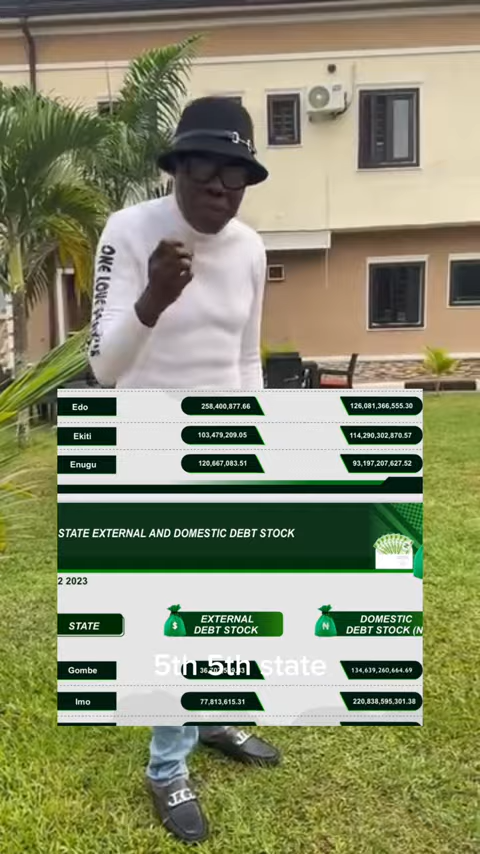 ONE LOVE
Edo 258,400,877.66 126,081,366,555.30
Ekiti 103,479,209.05 114,290,302,870.57
Enugu 120,667,083.51 93,197,207,627.52
STATE EXTERNAL AND DOMESTIC DEBT STOCK
2 2023
STATE
$ EXTERNAL
DEBT STOCK
₦ DOMESTIC
DEBT STOCK (N
5th 5th state
Gombe 134,639,260,664.69
Imo 77,813,615.31 220,838,595,301.38